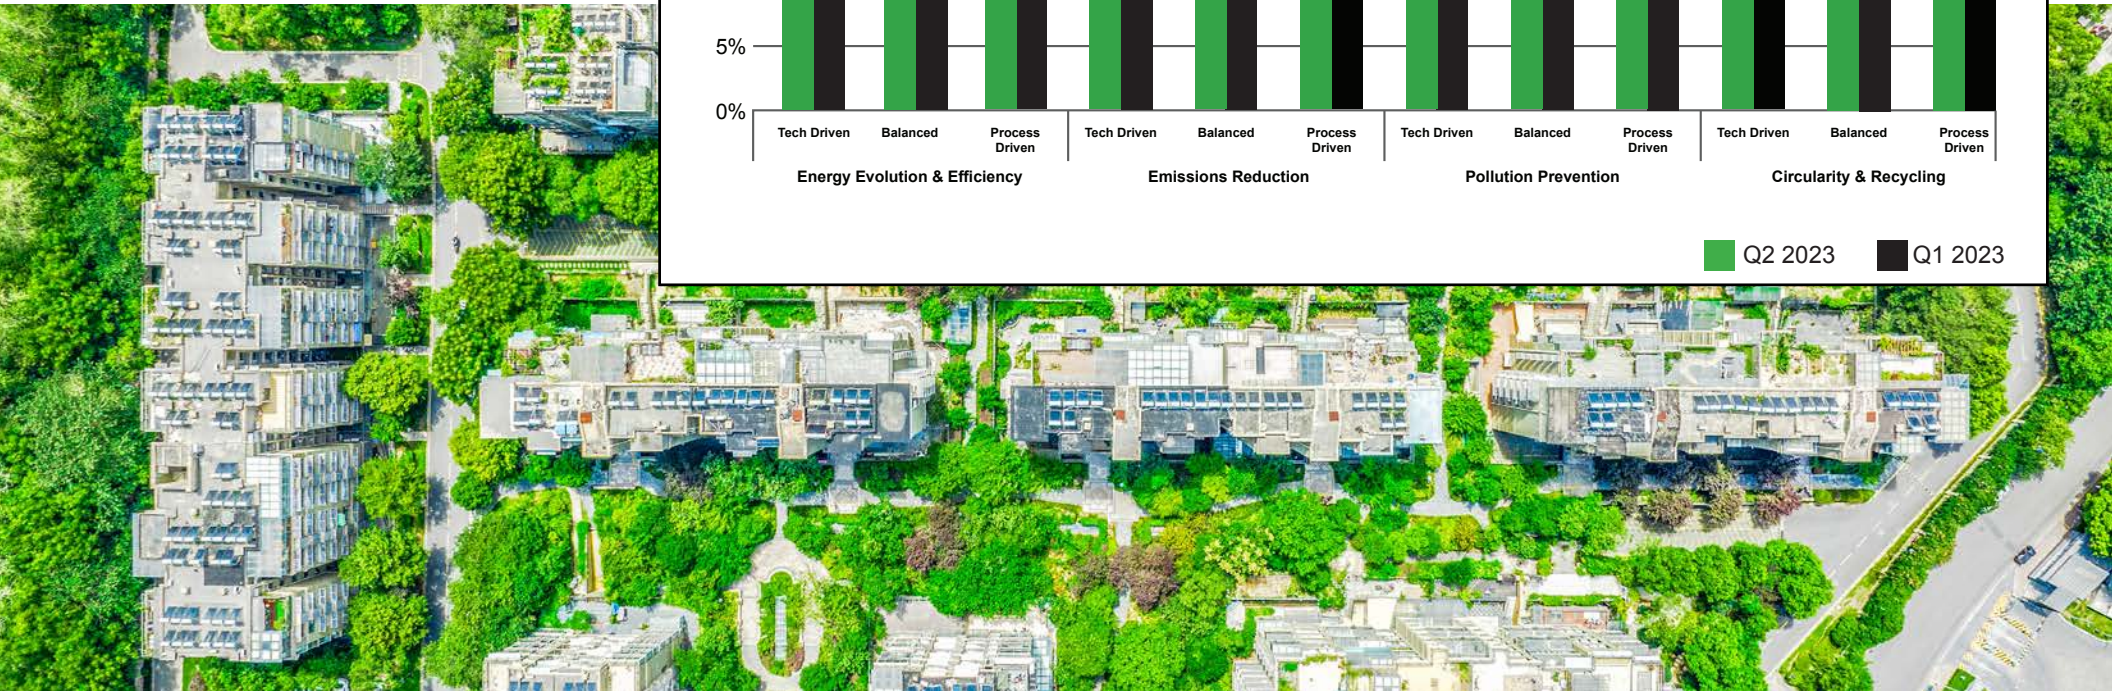 5%
0%
Tech Driven Balanced Process Driven Tech Driven Balanced Process Driven Tech Driven Balanced Process Driven Tech Driven Balanced Process Driven
Energy Evolution & Efficiency Emissions Reduction Pollution Prevention Circularity & Recycling
Q2 2023 Q1 2023